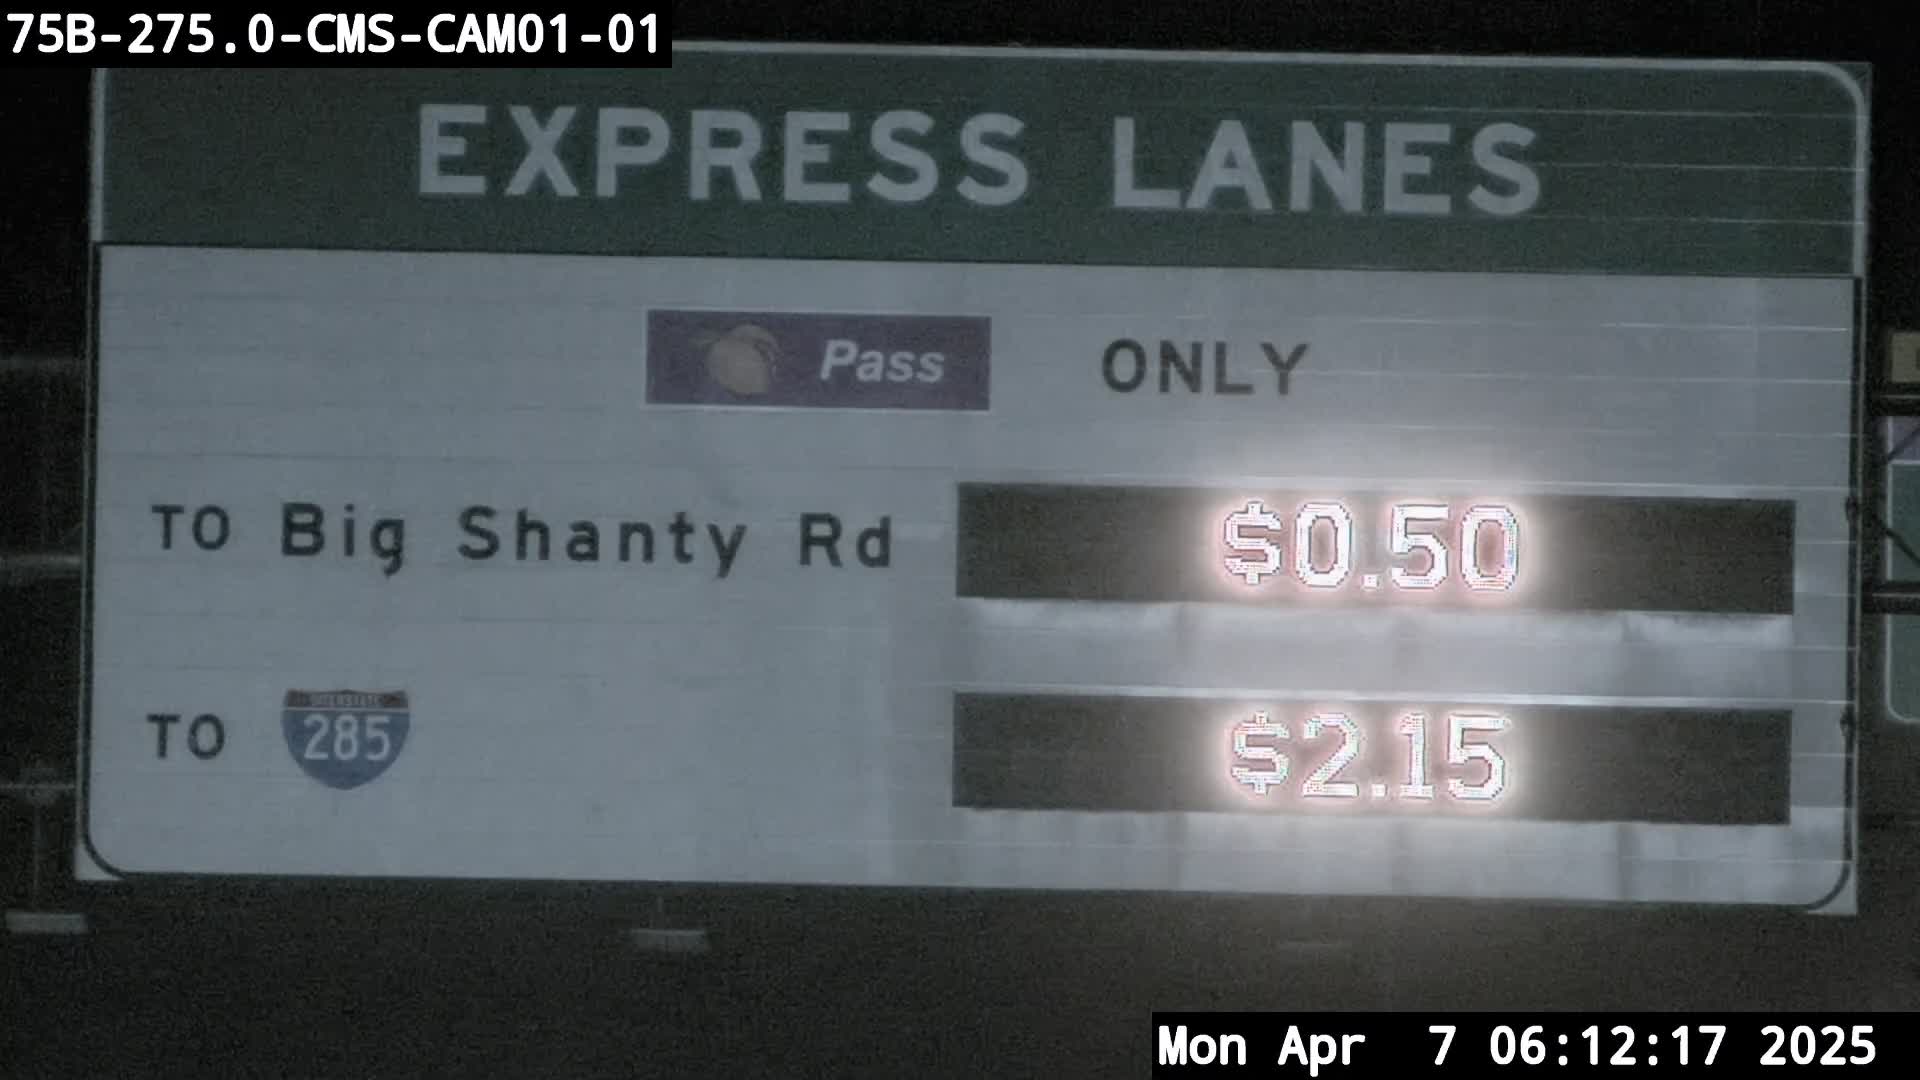 75B-275.0-CMS-CAM01-01
EXPRESS LANES
Pass ONLY
TO Big Shanty Rd $0.50
INTERSTATE
TO 285 $2.15
Mon Apr 7 06:12:17 2025